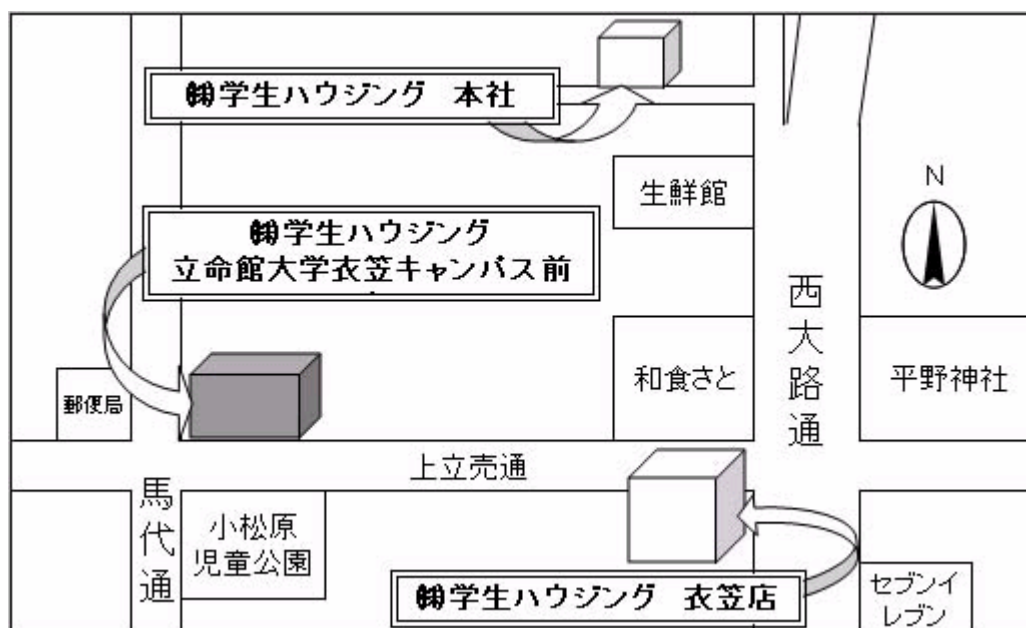 ㈱学生ハウジング 本社
生鮮館
N
㈱学生ハウジング
立命館大学衣笠キャンパス前
西大路通
和食さと
平野神社
郵便局
上立売通
馬代通
小松原
児童公園
㈱学生ハウジング 衣笠店
セブンイ
レブン